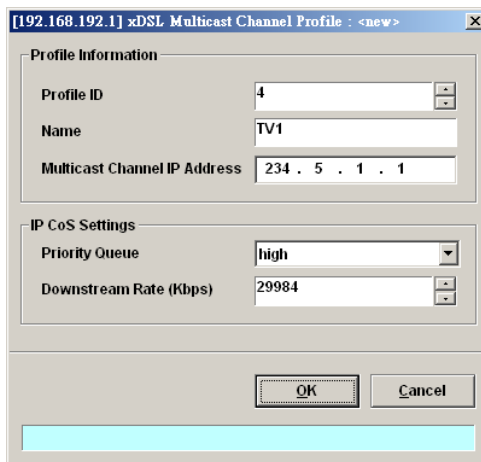 [192.168.192.1] xDSL Multicast Channel Profile : <new>
Profile Information
Profile ID 4
Name TV1
Multicast Channel IP Address 234 . 5 . 1 . 1
IP CoS Settings
Priority Queue high
Downstream Rate (Kbps) 29984
OK Cancel